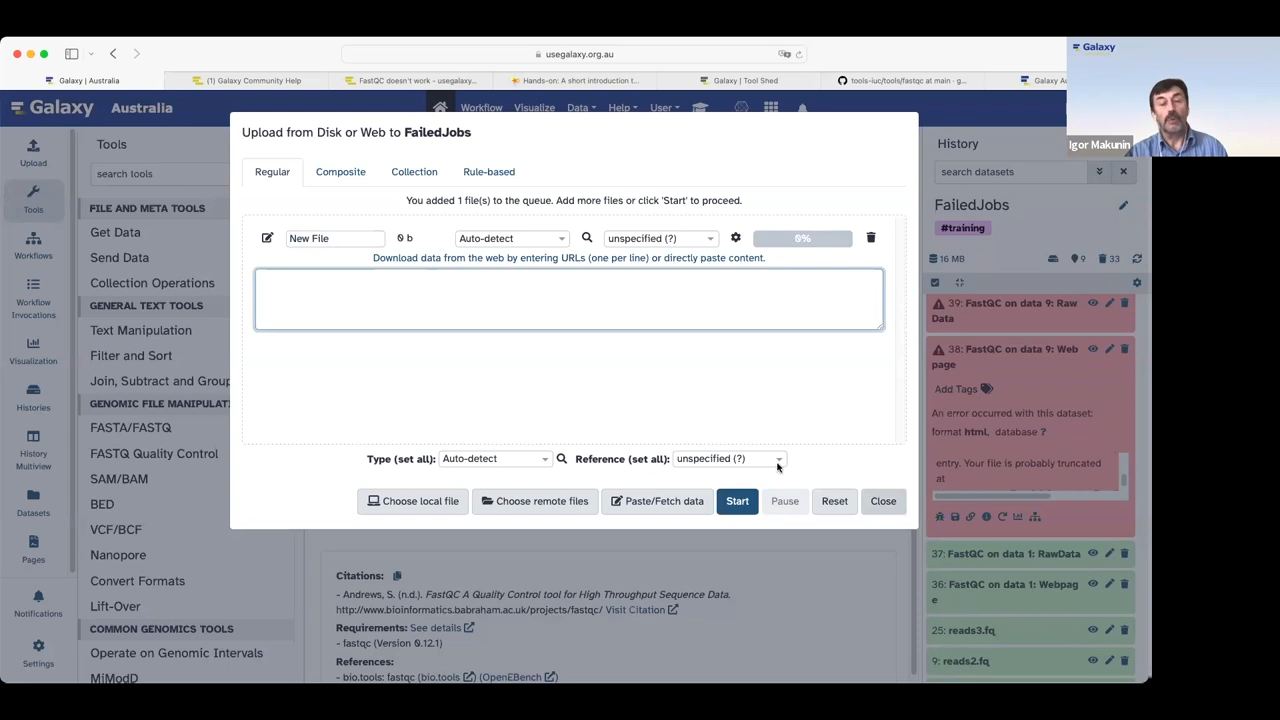 usegalaxy.org.au
Galaxy | Australia
(1) Galaxy Community Help
FastQC doesn't work - usegalaxy...
Hands-on: A short introduction t...
Galaxy | Tool Shed
tools-iuc/tools/fastqc at main · g...
Galaxy Au
Galaxy
Igor Makunin
Galaxy Australia
Workflow
Visualize
Data
Help
User
Upload
Tools
Workflows
Workflow
Invocations
Visualization
Histories
History
Multiview
Datasets
Pages
Notifications
Settings
Tools
search tools
FILE AND META TOOLS
Get Data
Send Data
Collection Operations
GENERAL TEXT TOOLS
Text Manipulation
Filter and Sort
Join, Subtract and Group
GENOMIC FILE MANIPULATI
FASTA/FASTQ
FASTQ Quality Control
SAM/BAM
BED
VCF/BCF
Nanopore
Convert Formats
Lift-Over
COMMON GENOMICS TOOLS
Operate on Genomic Intervals
MiModD
Upload from Disk or Web to FailedJobs
Regular
Composite
Collection
Rule-based
You added 1 file(s) to the queue. Add more files or click 'Start' to proceed.
New File
0 b
Auto-detect
unspecified (?)
0%
Download data from the web by entering URLs (one per line) or directly paste content.
Type (set all): Auto-detect
Reference (set all): unspecified (?)
Choose local file
Choose remote files
Paste/Fetch data
Start
Pause
Reset
Close
Citations:
- Andrews, S. (n.d.). FastQC A Quality Control tool for High Throughput Sequence Data.
http://www.bioinformatics.babraham.ac.uk/projects/fastqc/ Visit Citation
Requirements: See details
- fastqc (Version 0.12.1)
References:
- bio.tools: fastqc (bio.tools) (OpenEBench)
History
search datasets
FailedJobs
#training
16 MB
9
33
39: FastQC on data 9: Raw
Data
38: FastQC on data 9: Web
page
Add Tags
An error occurred with this dataset:
format html, database ?
entry. Your file is probably truncated
at
37: FastQC on data 1: RawData
36: FastQC on data 1: Webpag
e
25: reads3.fq
9: reads2.fq